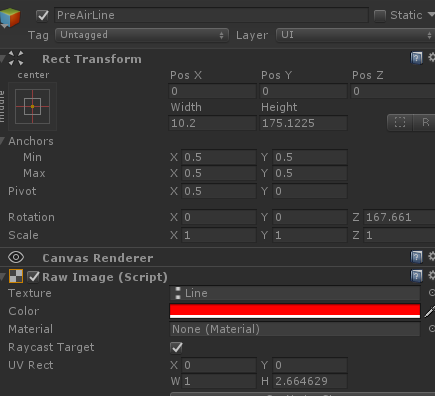 PreAirLine Static
Tag Untagged Layer UI
Rect Transform
center Pos X Pos Y Pos Z
middle 0 0 0
Width Height
10.2 175.1225 R
Anchors
Min X 0.5 Y 0.5
Max X 0.5 Y 0.5
Pivot X 0.5 Y 0
Rotation X 0 Y 0 Z 167.661
Scale X 1 Y 1 Z 1
Canvas Renderer
Raw Image (Script)
Texture Line
Color
Material None (Material)
Raycast Target
UV Rect X 0 Y 0
W 1 H 2.664629